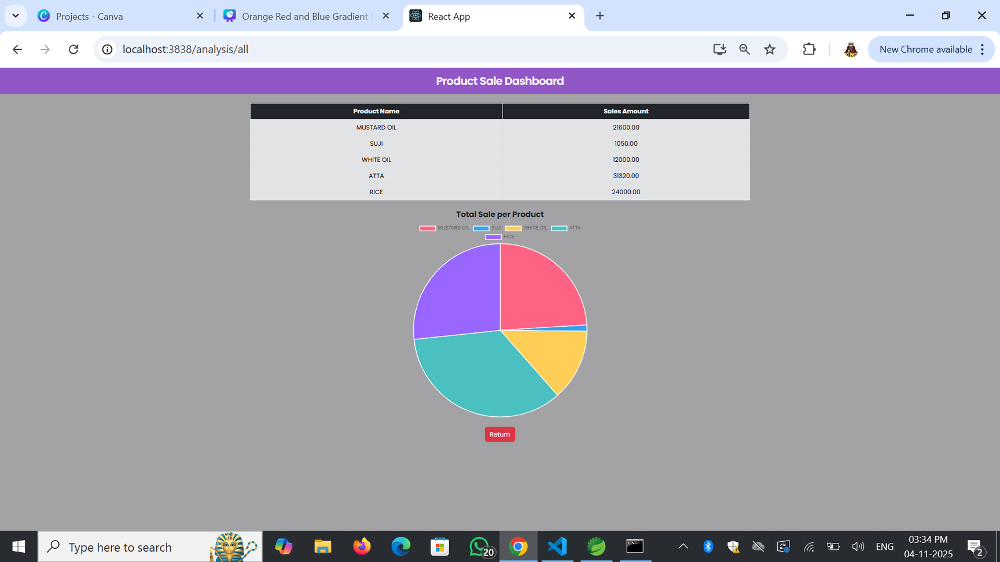 Projects - Canva
Orange Red and Blue Gradient
React App
localhost:3838/analysis/all
KING
New Chrome available
Product Sale Dashboard
Product Name Sales Amount
MUSTARD OIL 21600.00
SUJI 1050.00
WHITE OIL 12000.00
ATTA 31320.00
RICE 24000.00
Total Sale per Product
MUSTARD OIL SUJI WHITE OIL ATTA
RICE
Return
Type here to search
20
ENG
03:34 PM
04-11-2025
2